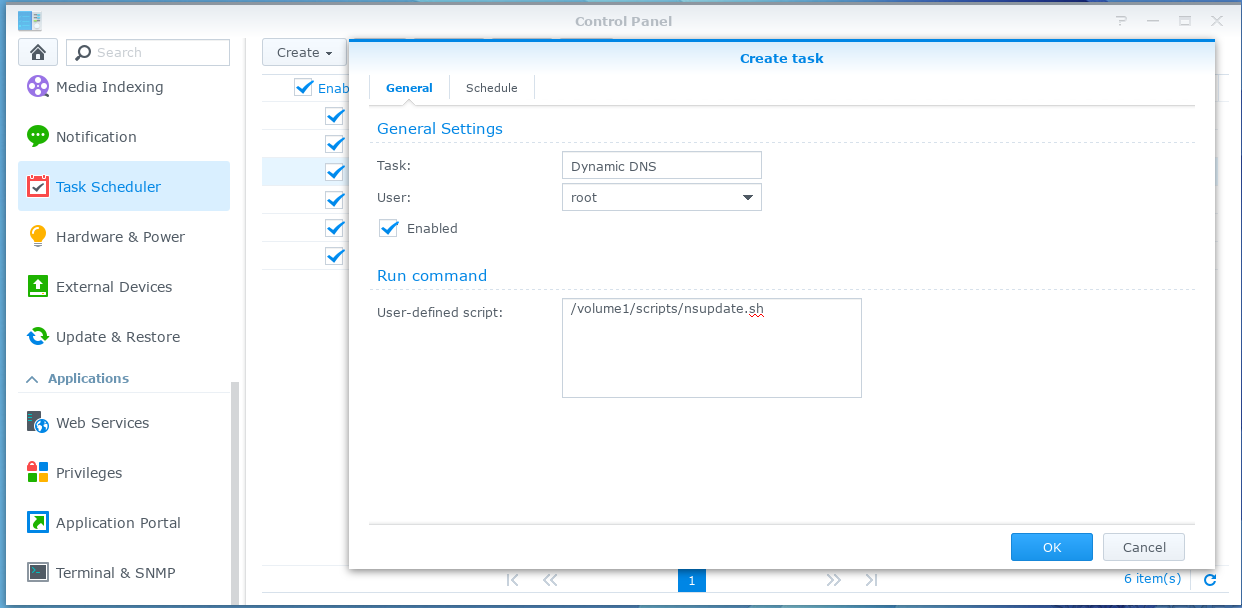 Control Panel
Search
Media Indexing
Notification
Task Scheduler
Hardware & Power
External Devices
Update & Restore
Applications
Web Services
Privileges
Application Portal
Terminal & SNMP
Create
Enab
Create task
General
Schedule
General Settings
Task:
Dynamic DNS
User:
root
Enabled
Run command
User-defined script:
/volume1/scripts/nsupdate.sh
OK
Cancel
1
6 item(s)